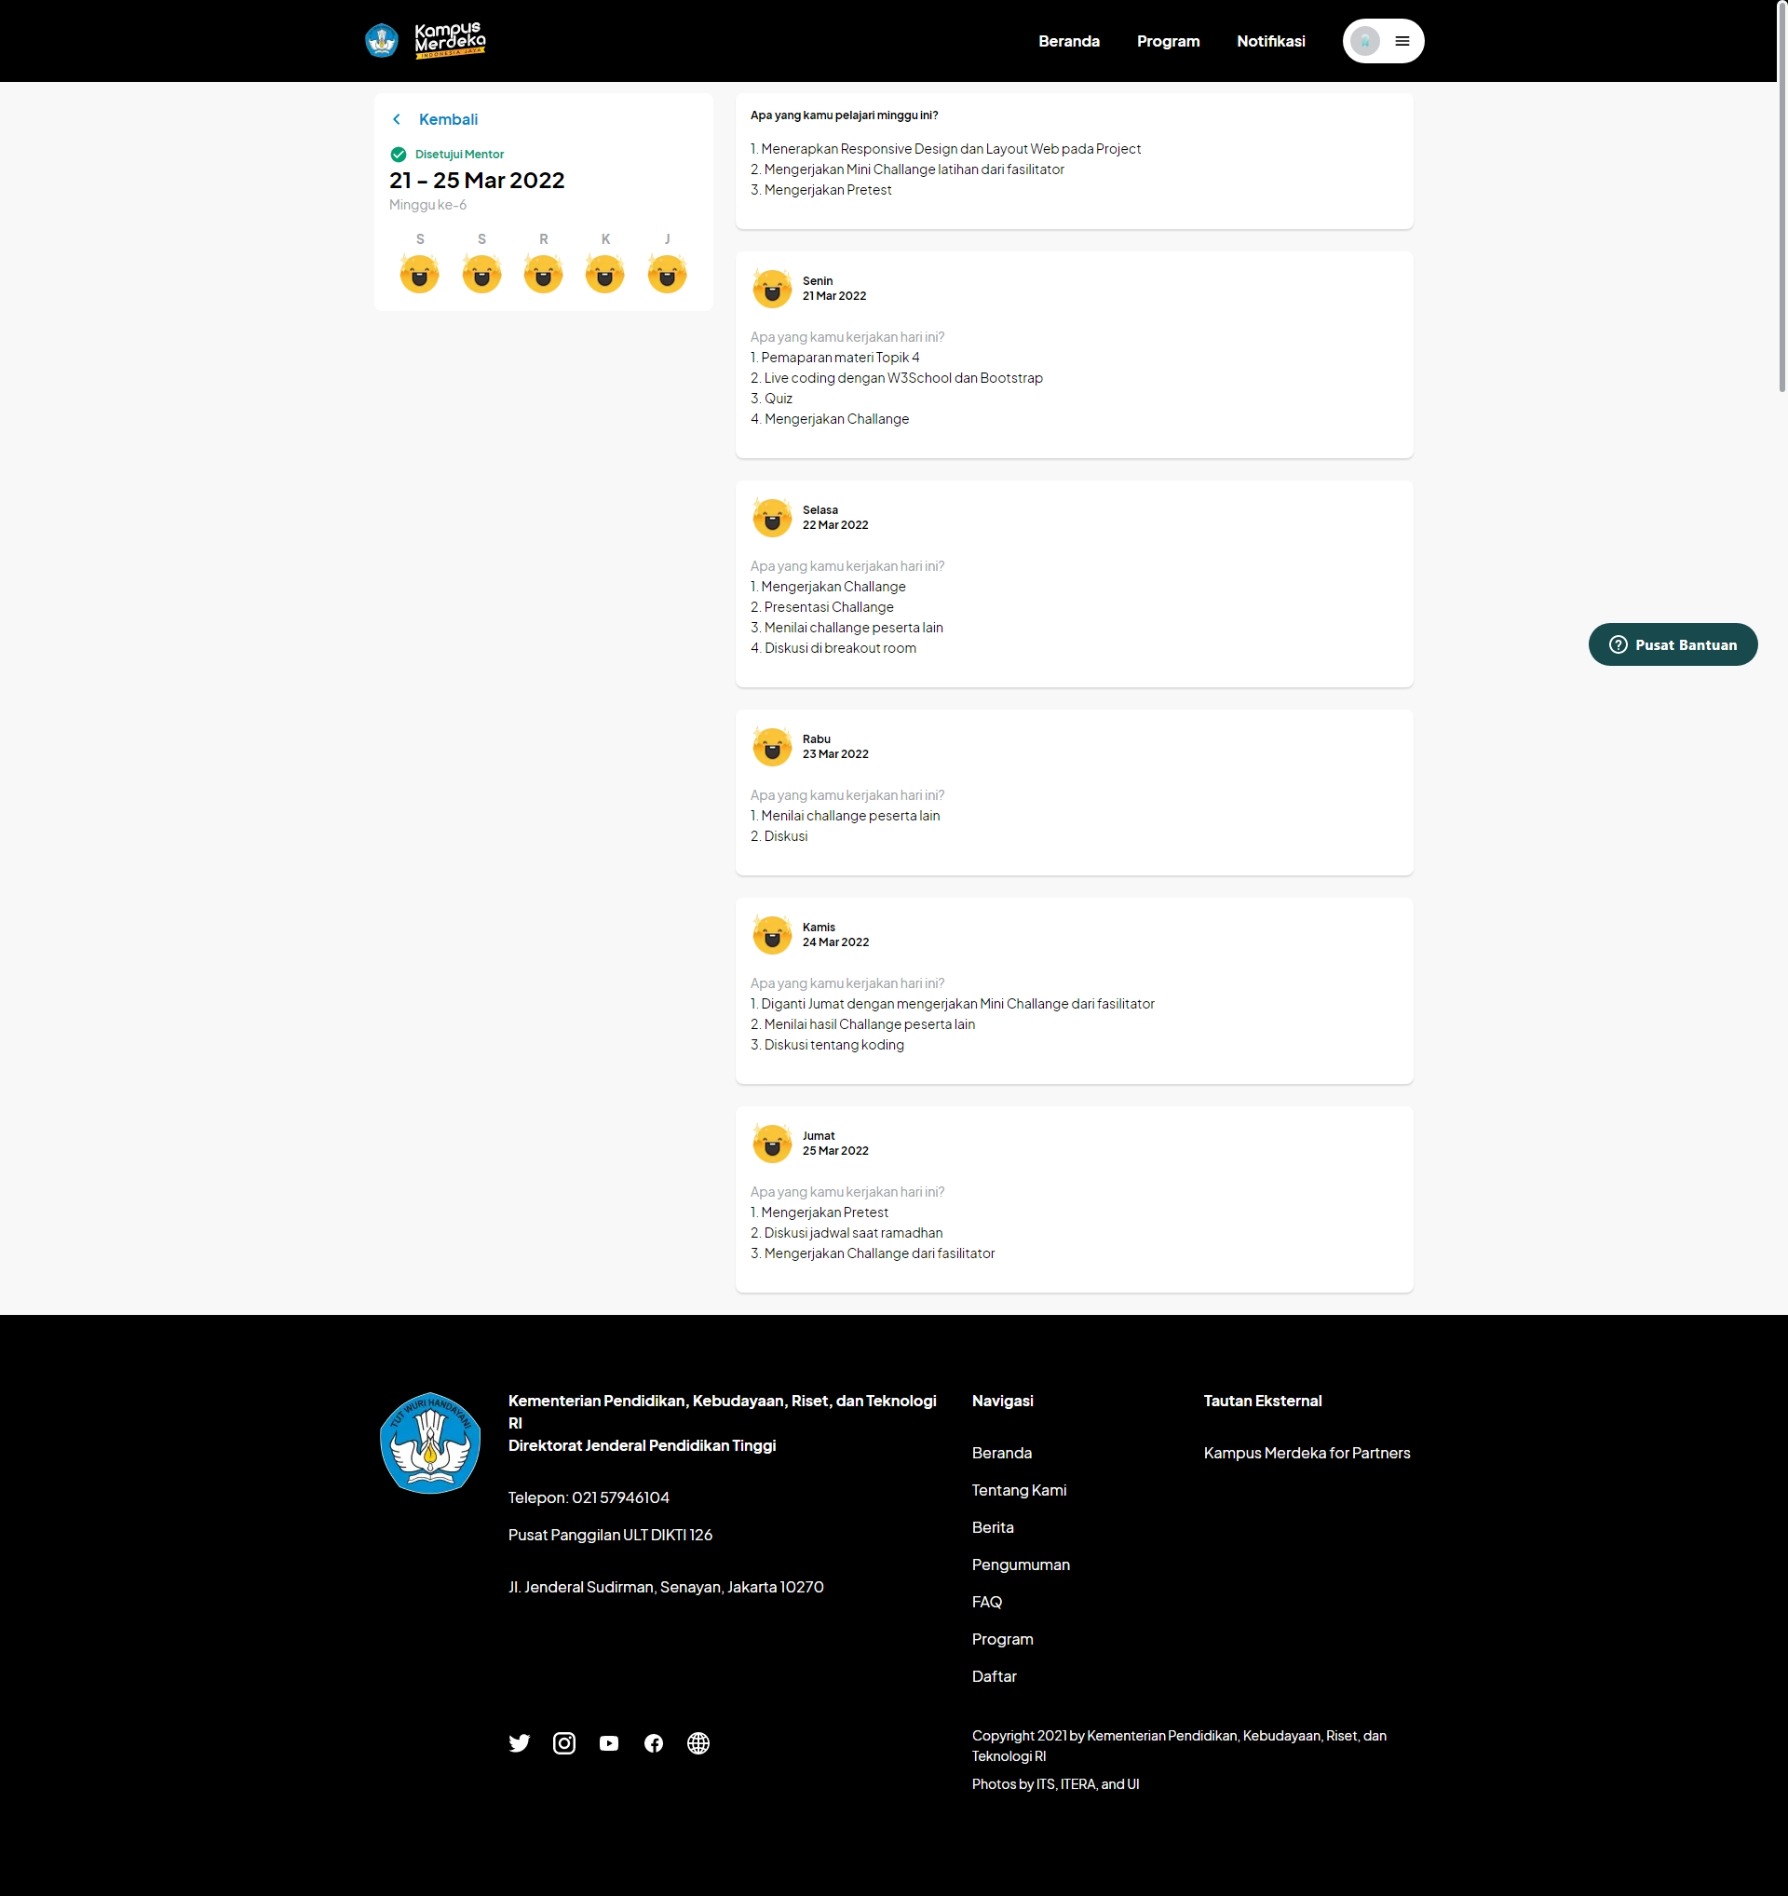 Kampus
Merdeka
INDONESIA JAYA
Beranda
Program
Notifikasi
Kembali
Disetujui Mentor
21 - 25 Mar 2022
Minggu ke-6
S S R K J
Apa yang kamu pelajari minggu ini?
1. Menerapkan Responsive Design dan Layout Web pada Project
2. Mengerjakan Mini Challange latihan dari fasilitator
3. Mengerjakan Pretest
Senin
21 Mar 2022
Apa yang kamu kerjakan hari ini?
1. Pemaparan materi Topik 4
2. Live coding dengan W3School dan Bootstrap
3. Quiz
4. Mengerjakan Challange
Selasa
22 Mar 2022
Apa yang kamu kerjakan hari ini?
1. Mengerjakan Challange
2. Presentasi Challange
3. Menilai challange peserta lain
4. Diskusi di breakout room
Pusat Bantuan
Rabu
23 Mar 2022
Apa yang kamu kerjakan hari ini?
1. Menilai challange peserta lain
2. Diskusi
Kamis
24 Mar 2022
Apa yang kamu kerjakan hari ini?
1. Diganti Jumat dengan mengerjakan Mini Challange dari fasilitator
2. Menilai hasil Challange peserta lain
3. Diskusi tentang koding
Jumat
25 Mar 2022
Apa yang kamu kerjakan hari ini?
1. Mengerjakan Pretest
2. Diskusi jadwal saat ramadhan
3. Mengerjakan Challange dari fasilitator
TUT WURI HANDAYANI
Kementerian Pendidikan, Kebudayaan, Riset, dan Teknologi
RI
Direktorat Jenderal Pendidikan Tinggi
Telepon: 021 57946104
Pusat Panggilan ULT DIKTI 126
Jl. Jenderal Sudirman, Senayan, Jakarta 10270
Navigasi
Beranda
Tentang Kami
Berita
Pengumuman
FAQ
Program
Daftar
Tautan Eksternal
Kampus Merdeka for Partners
Copyright 2021 by Kementerian Pendidikan, Kebudayaan, Riset, dan
Teknologi RI
Photos by ITS, ITERA, and UI